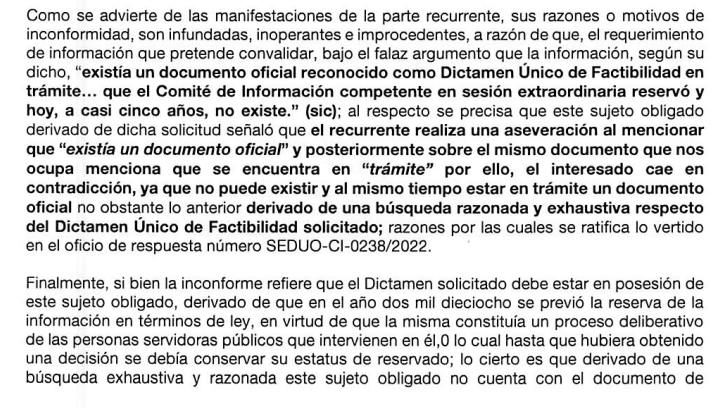 Como se advierte de las manifestaciones de la parte recurrente, sus razones o motivos de
inconformidad, son infundadas, inoperantes e improcedentes, a razón de que, el requerimiento
de información que pretende convalidar, bajo el falaz argumento que la información, según su
dicho, "existía un documento oficial reconocido como Dictamen Único de Factibilidad en
trámite... que el Comité de Información competente en sesión extraordinaria reservó y
hoy, a casi cinco años, no existe." (sic); al respecto se precisa que este sujeto obligado
derivado de dicha solicitud señaló que el recurrente realiza una aseveración al mencionar
que "existía un documento oficial" y posteriormente sobre el mismo documento que nos
ocupa menciona que se encuentra en "trámite" por ello, el interesado cae en
contradicción, ya que no puede existir y al mismo tiempo estar en trámite un documento
oficial no obstante lo anterior derivado de una búsqueda razonada y exhaustiva respecto
del Dictamen Único de Factibilidad solicitado; razones por las cuales se ratifica lo vertido
en el oficio de respuesta número SEDUO-CI-0238/2022.
Finalmente, si bien la inconforme refiere que el Dictamen solicitado debe estar en posesión de
este sujeto obligado, derivado de que en el año dos mil dieciocho se previó la reserva de la
información en términos de ley, en virtud de que la misma constituía un proceso deliberativo
de las personas servidoras públicos que intervienen en él,0 lo cual hasta que hubiera obtenido
una decisión se debía conservar su estatus de reservado; lo cierto es que derivado de una
búsqueda exhaustiva y razonada este sujeto obligado no cuenta con el documento de